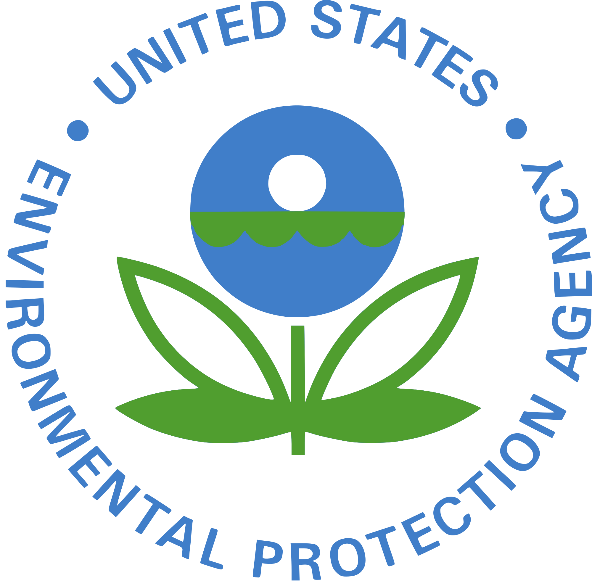 UNITED STATES
ENVIRONMENTAL PROTECTION AGENCY